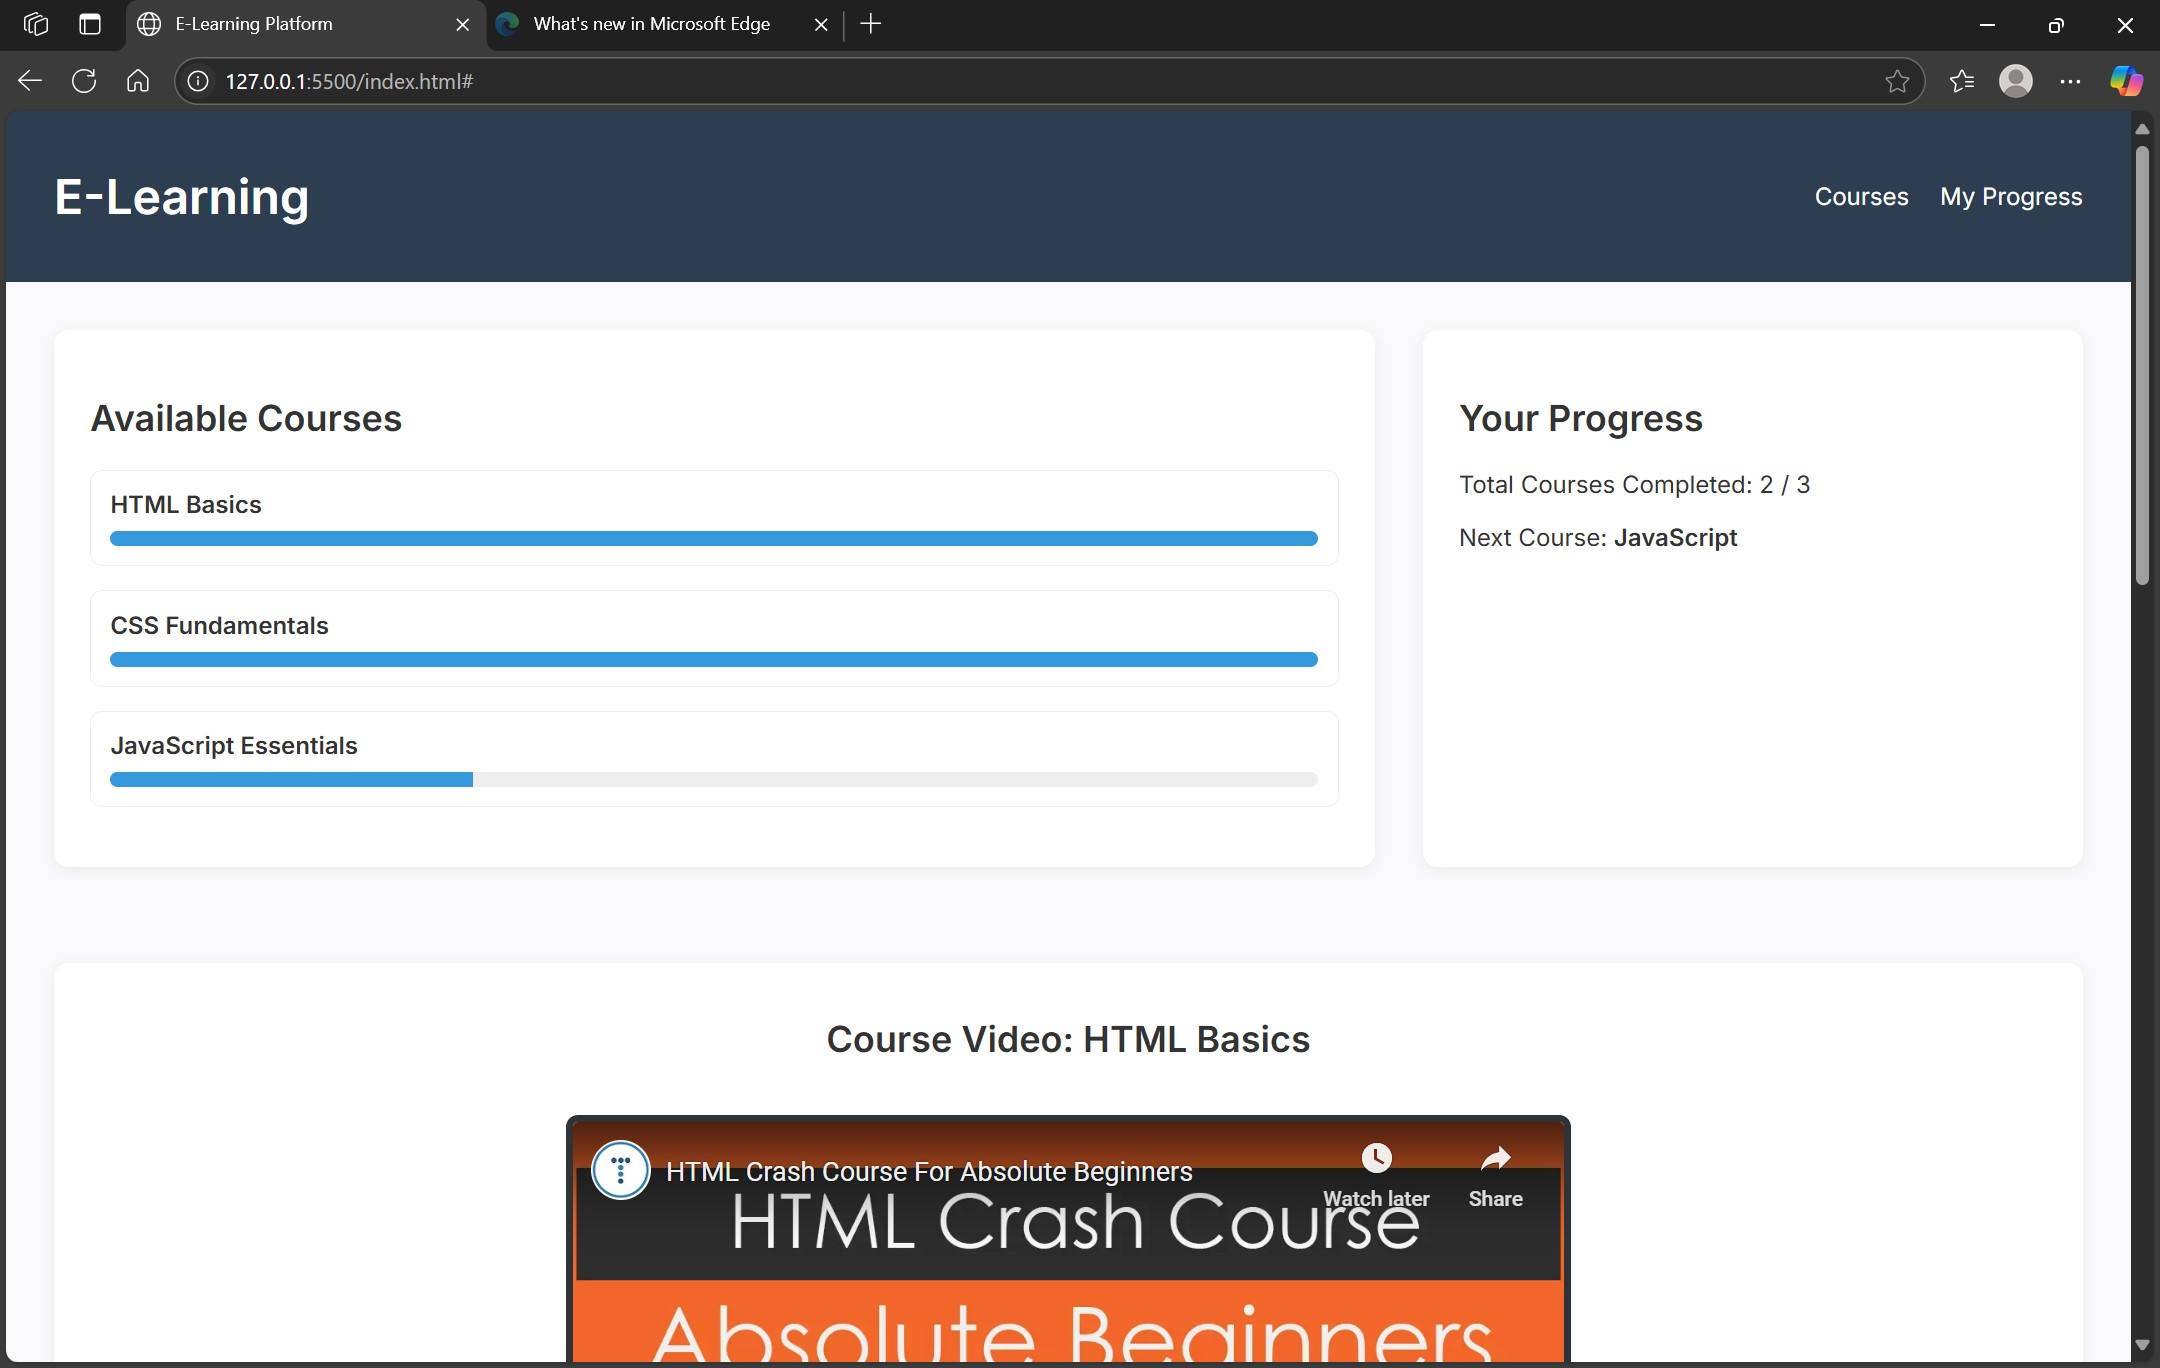 E-Learning Platform
What's new in Microsoft Edge
127.0.0.1:5500/index.html#
E-Learning
Courses
My Progress
Available Courses
HTML Basics
CSS Fundamentals
JavaScript Essentials
Your Progress
Total Courses Completed: 2 / 3
Next Course: JavaScript
Course Video: HTML Basics
HTML Crash Course For Absolute Beginners
Watch later
Share
HTML Crash Course
Absolute Beginners